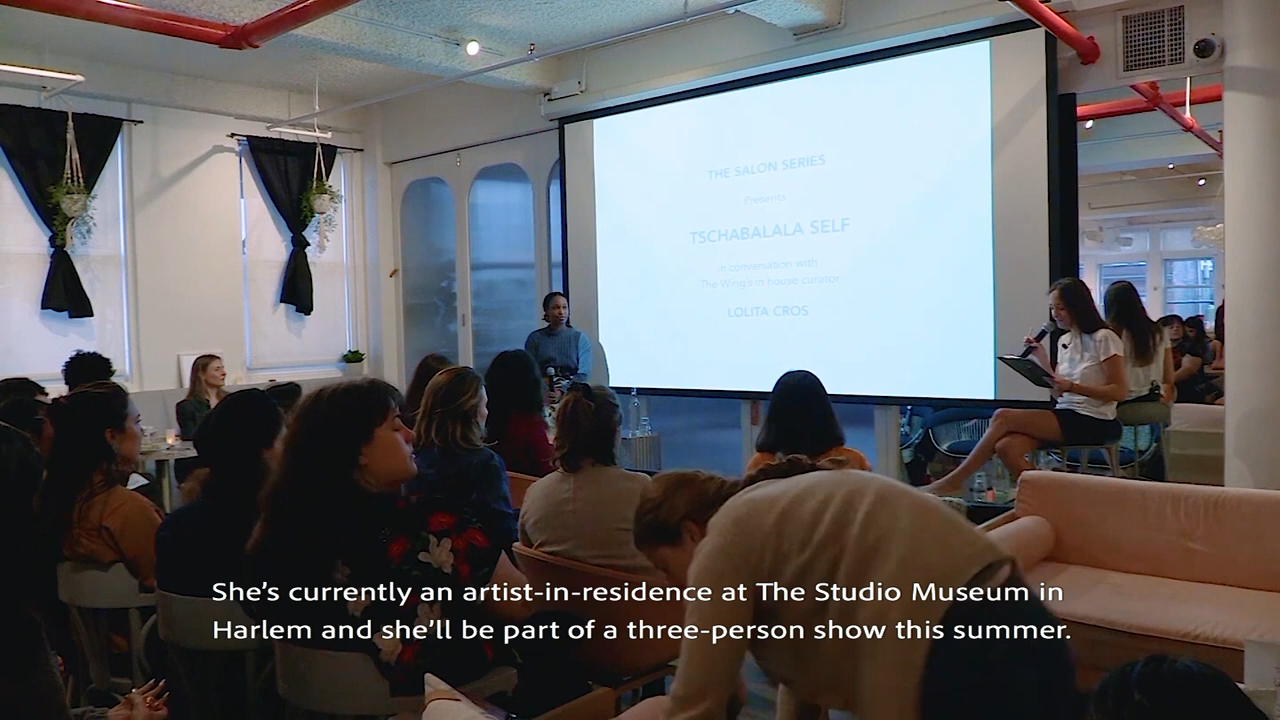 THE SALON SERIES
Presents
TSCHABALALA SELF
in conversation with
The Wing's in house curator
LOLITA CROS
She's currently an artist-in-residence at The Studio Museum in
Harlem and she'll be part of a three-person show this summer.